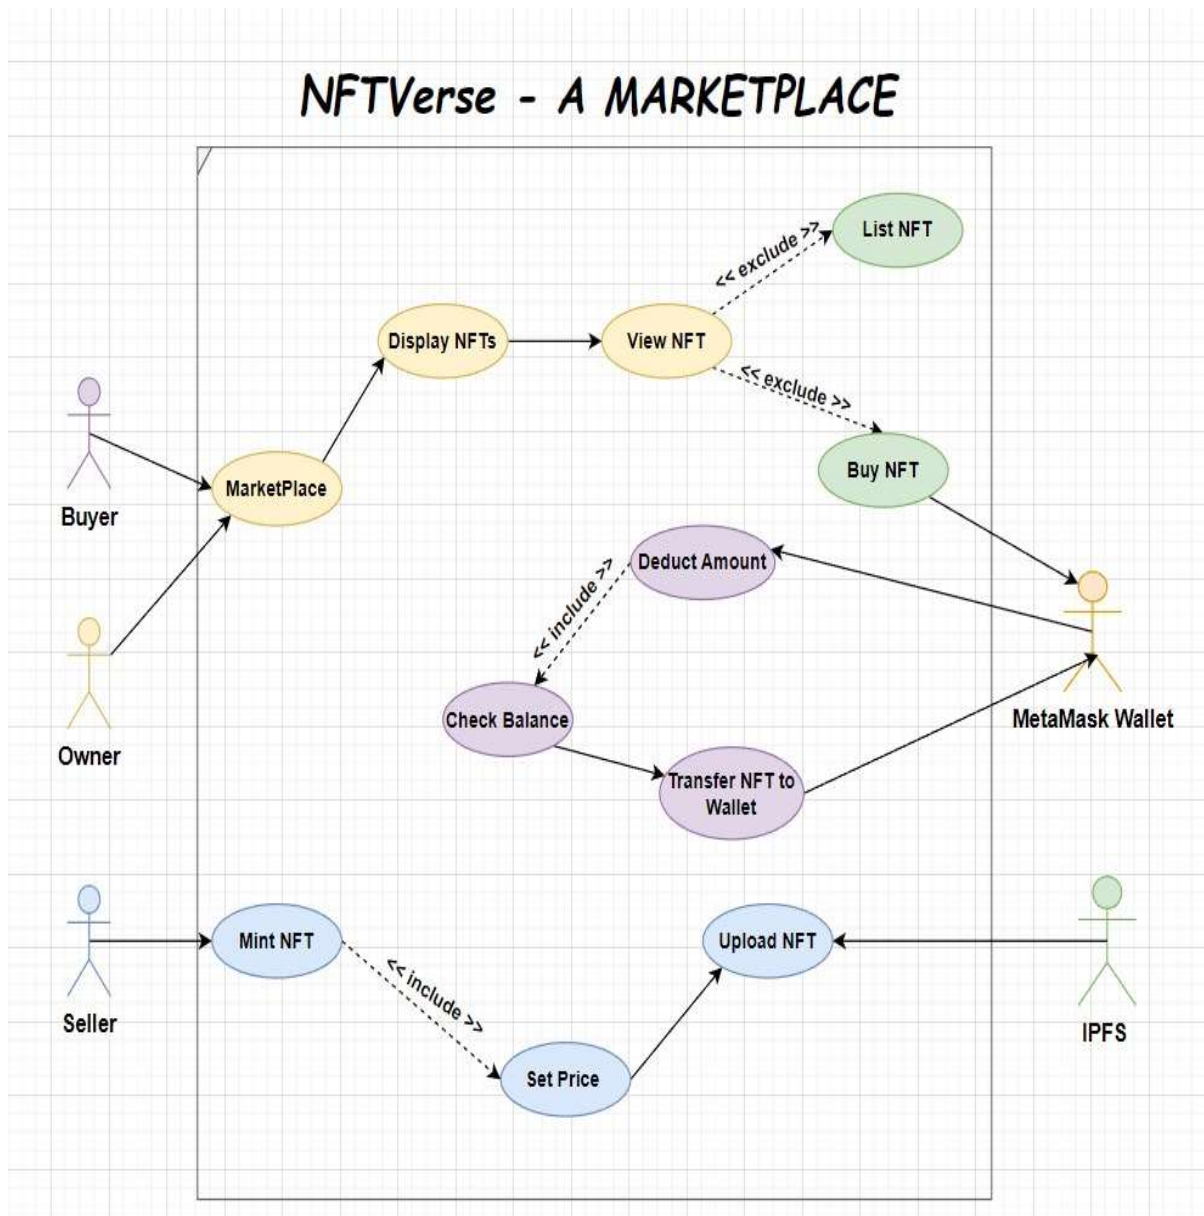 NFTVerse - A MARKETPLACE
List NFT
<< exclude >>
Display NFTs
View NFT
<< exclude >>
Buy NFT
MarketPlace
Buyer
Deduct Amount
<< include >>
Check Balance
MetaMask Wallet
Owner
Transfer NFT to
Wallet
Mint NFT
Upload NFT
<< include >>
Seller
IPFS
Set Price